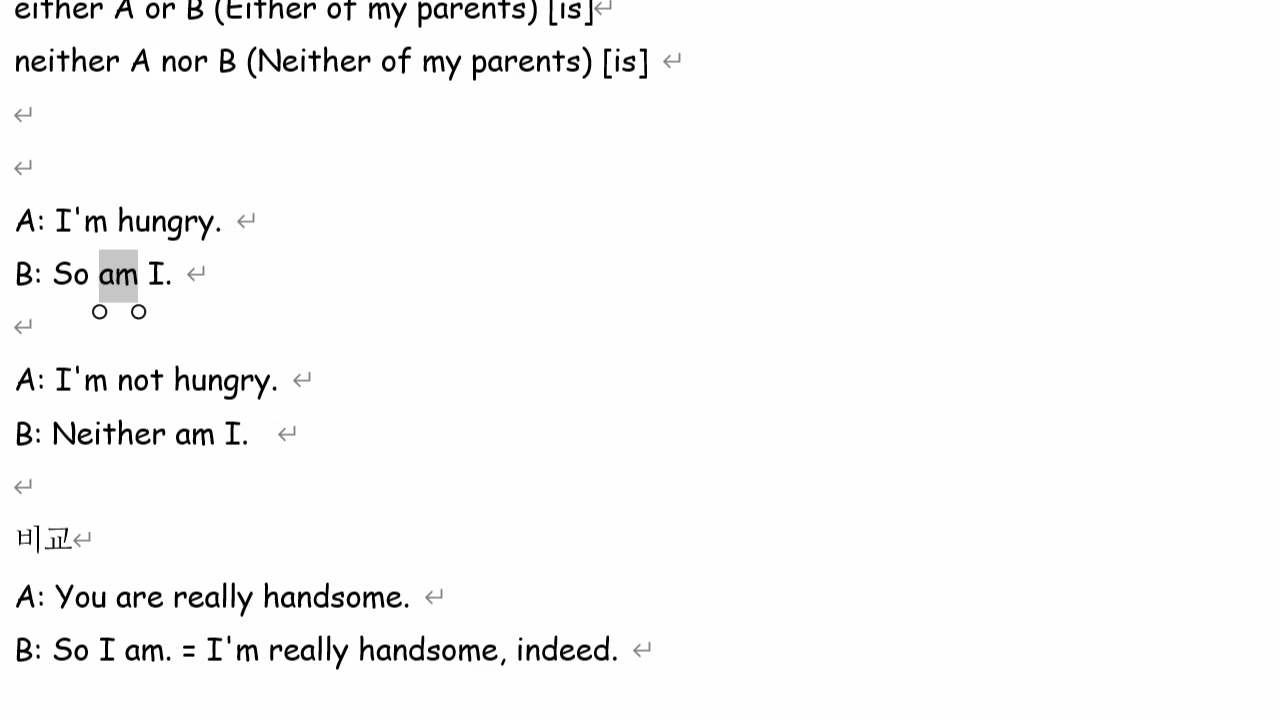 either A or B (Either of my parents) [is]
neither A nor B (Neither of my parents) [is]
A: I'm hungry.
B: So am I.
A: I'm not hungry.
B: Neither am I.
비교
A: You are really handsome.
B: So I am. = I'm really handsome, indeed.